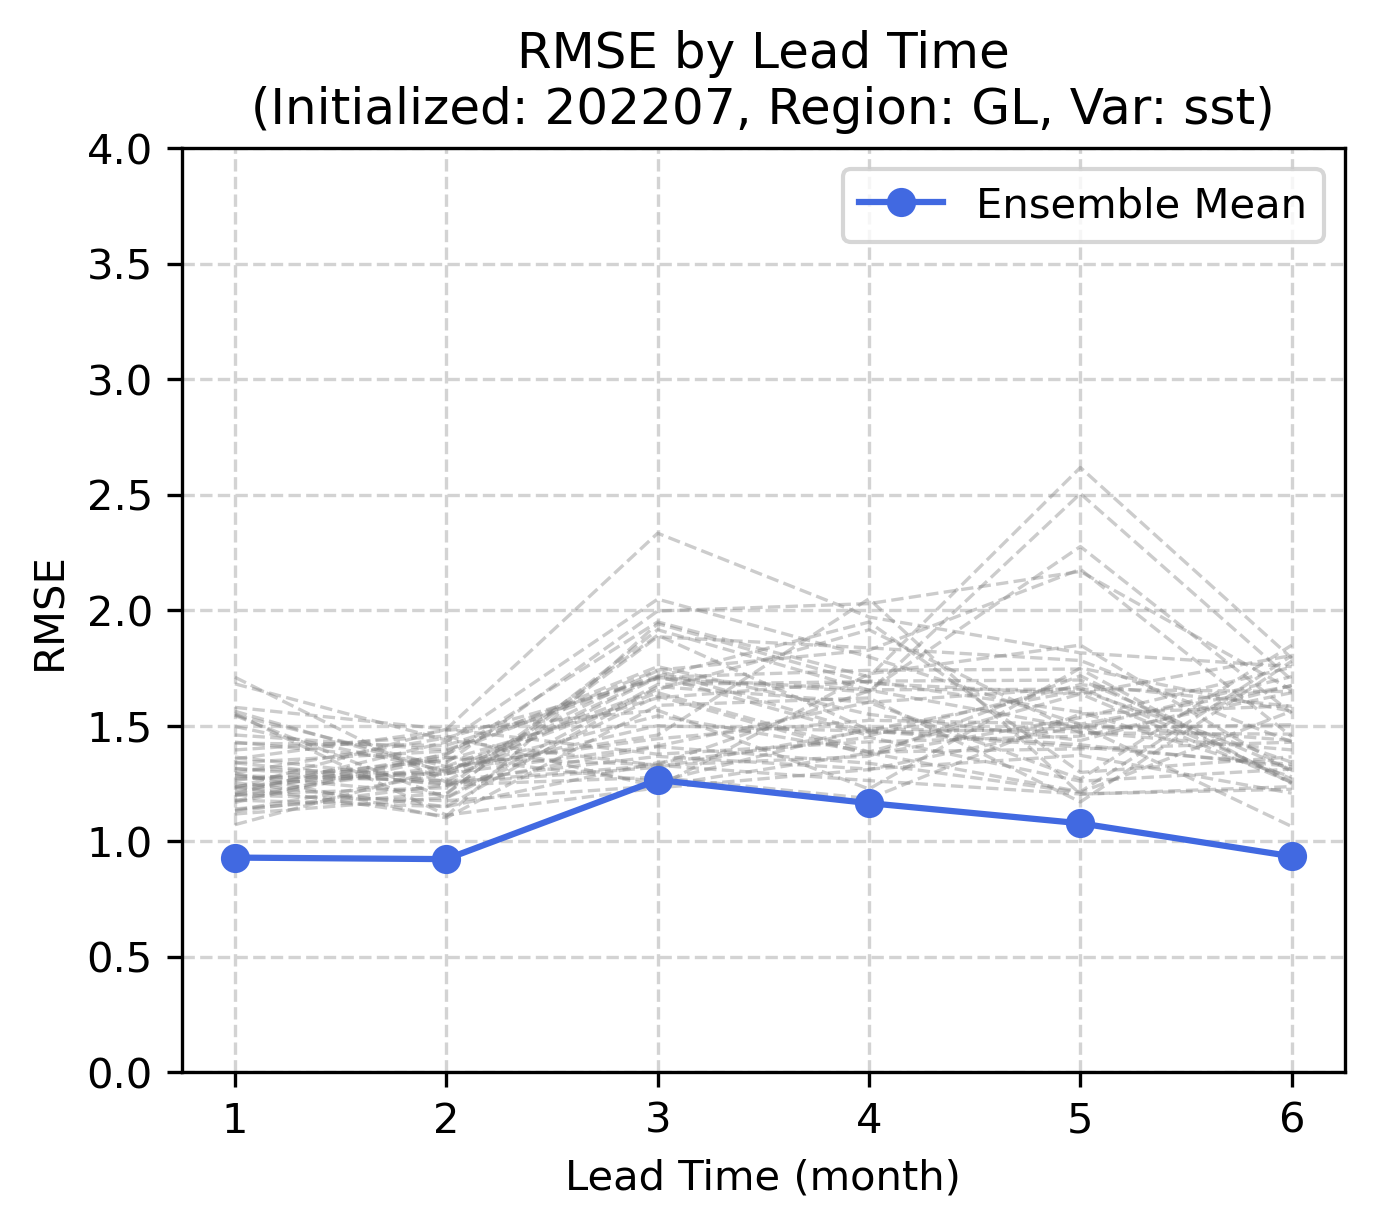 RMSE by Lead Time
(Initialized: 202207, Region: GL, Var: sst)
4.0
3.5
3.0
2.5
2.0
1.5
1.0
0.5
0.0
RMSE
Ensemble Mean
1 2 3 4 5 6
Lead Time (month)